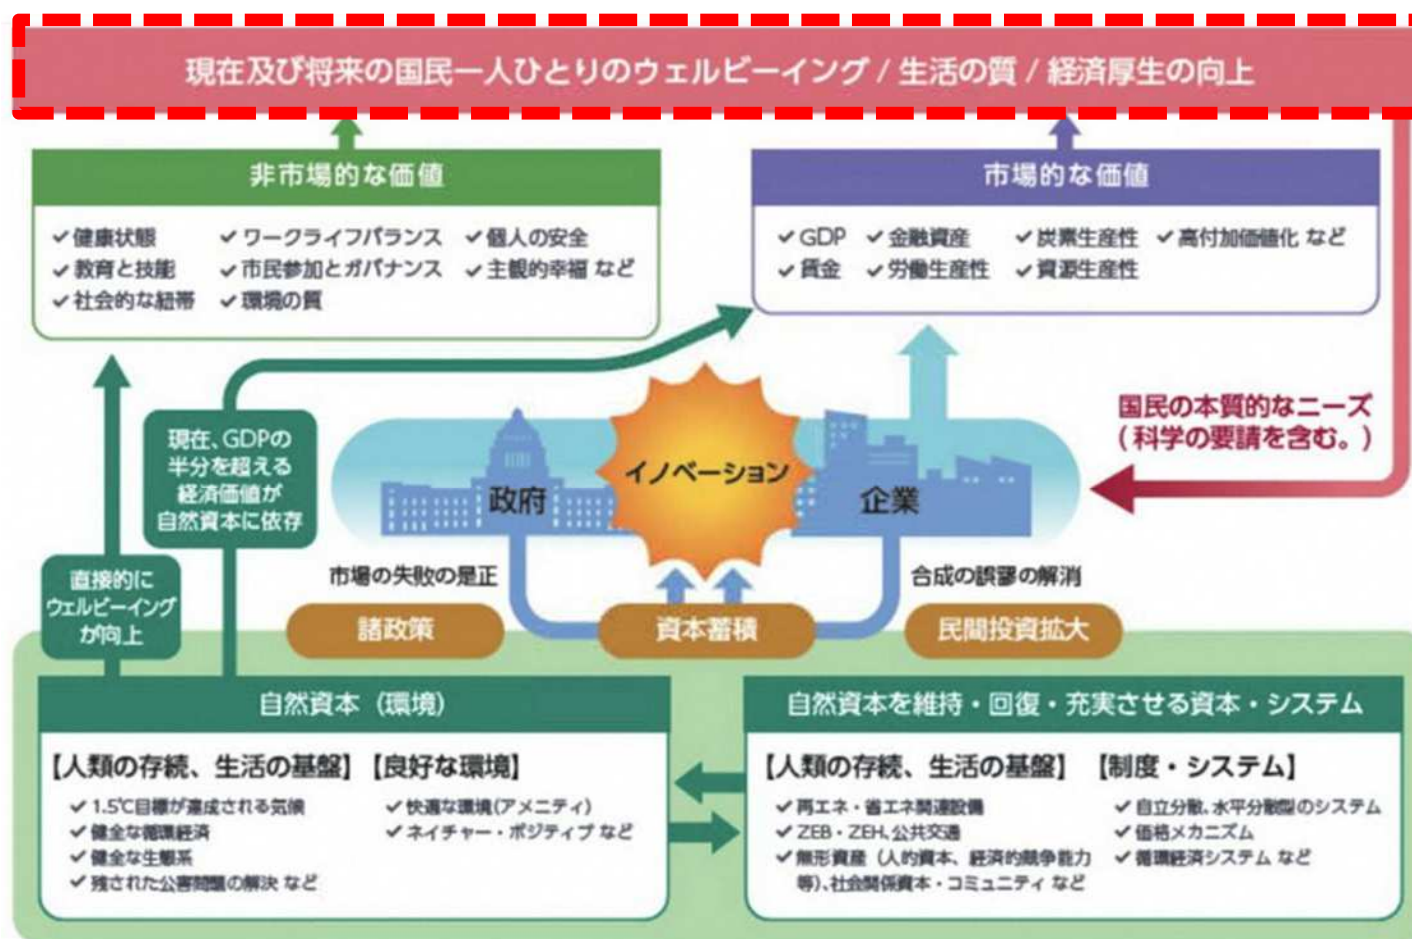 現在及び将来の国民一人ひとりのウェルビーイング / 生活の質 / 経済厚生の向上
非市場的な価値
✓健康状態 ✓ワークライフバランス ✓個人の安全
✓教育と技能 ✓市民参加とガバナンス ✓主観的幸福 など
✓社会的な紐帯 ✓環境の質
市場的な価値
✓GDP ✓金融資産 ✓炭素生産性 ✓高付加価値化 など
✓賃金 ✓労働生産性 ✓資源生産性
国民の本質的なニーズ
(科学の要請を含む。)
現在、GDPの
半分を超える
経済価値が
自然資本に依存
直接的に
ウェルビーイング
が向上
政府
イノベーション
企業
市場の失敗の是正
合成の誤謬の解消
諸政策
資本蓄積
民間投資拡大
自然資本（環境）
【人類の存続、生活の基盤】【良好な環境】
✓1.5℃目標が達成される気候 ✓快適な環境(アメニティ)
✓健全な循環経済 ✓ネイチャー・ポジティブ など
✓健全な生態系
✓残された公害問題の解決 など
自然資本を維持・回復・充実させる資本・システム
【人類の存続、生活の基盤】【制度・システム】
✓再エネ・省エネ関連設備 ✓自立分散、水平分散型のシステム
✓ZEB・ZEH、公共交通 ✓価格メカニズム
✓無形資産（人的資本、経済的競争能力 ✓循環経済システム など
等)、社会関係資本・コミュニティ など